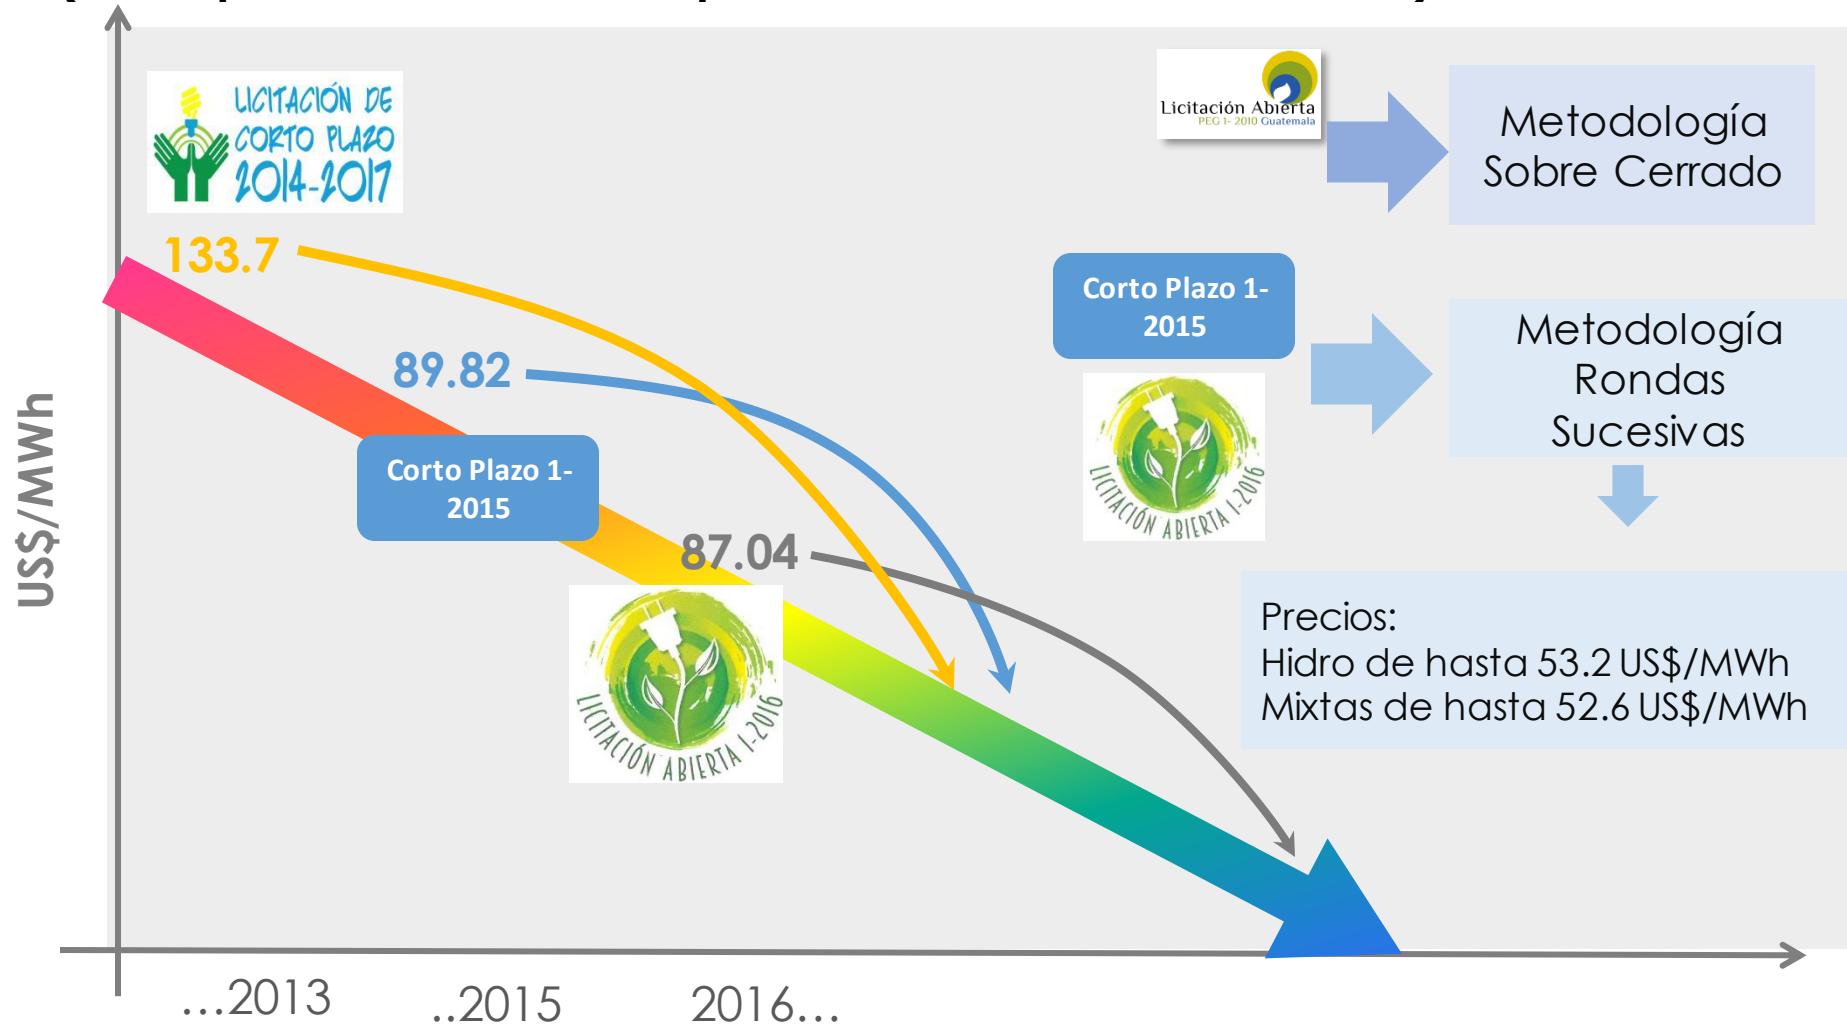 LICITACIÓN DE
CORTO PLAZO
2014-2017
Licitación Abierta
PEG 1- 2010 Guatemala
Metodología
Sobre Cerrado
133.7
Corto Plazo 1-
2015
Metodología
Rondas
Sucesivas
89.82
LICITACIÓN ABIERTA 1-2016
US$/MWh
Corto Plazo 1-
2015
87.04
LICITACIÓN ABIERTA 1-2016
Precios:
Hidro de hasta 53.2 US$/MWh
Mixtas de hasta 52.6 US$/MWh
...2013
..2015
2016...